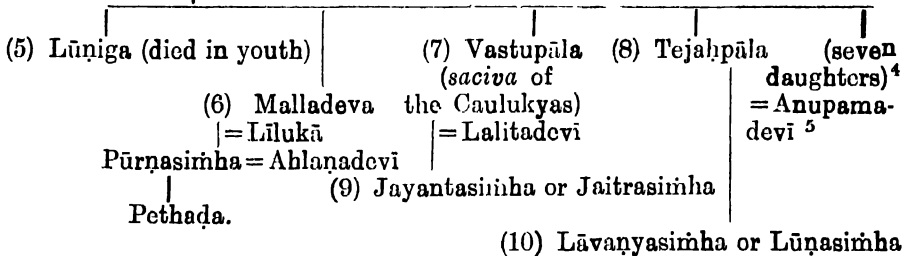 (5) Lūṇiga (died in youth) (7) Vastupāla (8) Tejaḥpāla (seven
(saciva of daughters)⁴
(6) Malladeva the Caulukyas) =Anupama-
=Līlukā =Lalitadevī devī ⁵
Pūrṇasiṁha=Ahlaṇadevī
(9) Jayantasiṁha or Jaitrasiṁha
Pethaḍa.
(10) Lāvaṇyasiṁha or Lūṇasiṁha